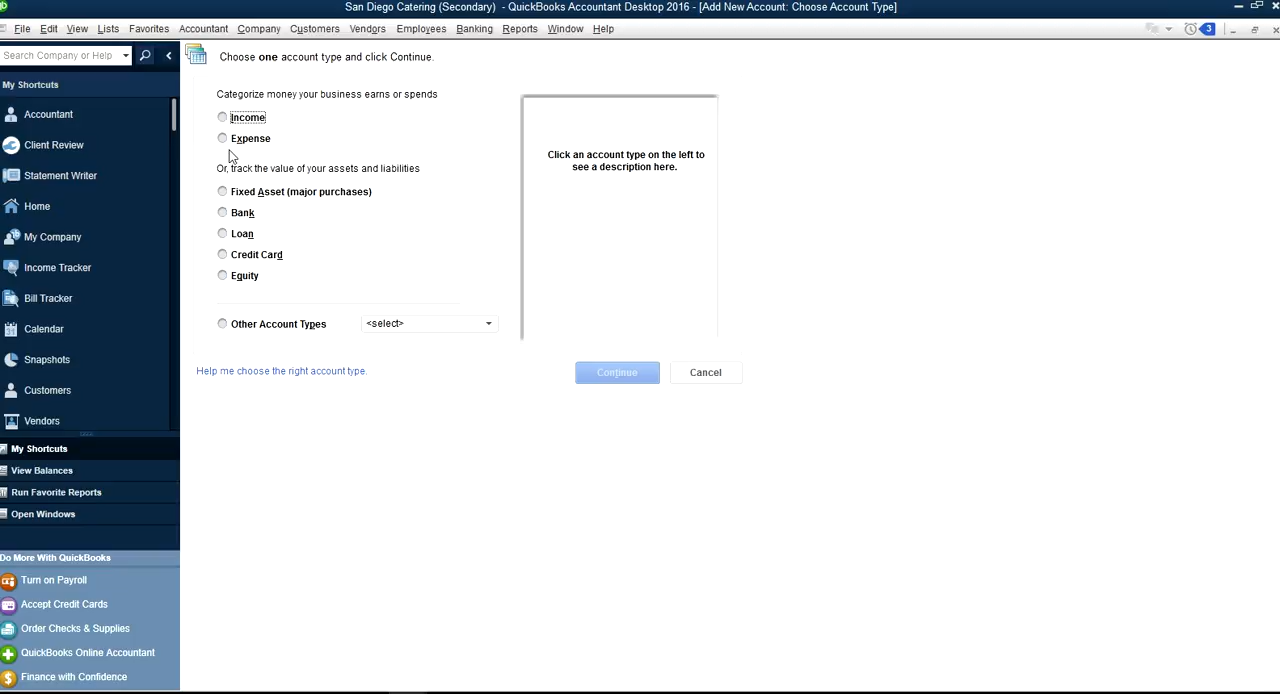 San Diego Catering (Secondary) - QuickBooks Accountant Desktop 2016 - [Add New Account: Choose Account Type]
File Edit View Lists Favorites Accountant Company Customers Vendors Employees Banking Reports Window Help
3
Search Company or Help
My Shortcuts
Accountant
Client Review
Statement Writer
Home
My Company
Income Tracker
Bill Tracker
Calendar
Snapshots
Customers
Vendors
My Shortcuts
View Balances
Run Favorite Reports
Open Windows
Do More With QuickBooks
Turn on Payroll
Accept Credit Cards
Order Checks & Supplies
QuickBooks Online Accountant
Finance with Confidence
Choose one account type and click Continue.
Categorize money your business earns or spends
Income
Expense
Or, track the value of your assets and liabilities
Fixed Asset (major purchases)
Bank
Loan
Credit Card
Equity
Other Account Types <select>
Click an account type on the left to
see a description here.
Help me choose the right account type.
Continue
Cancel